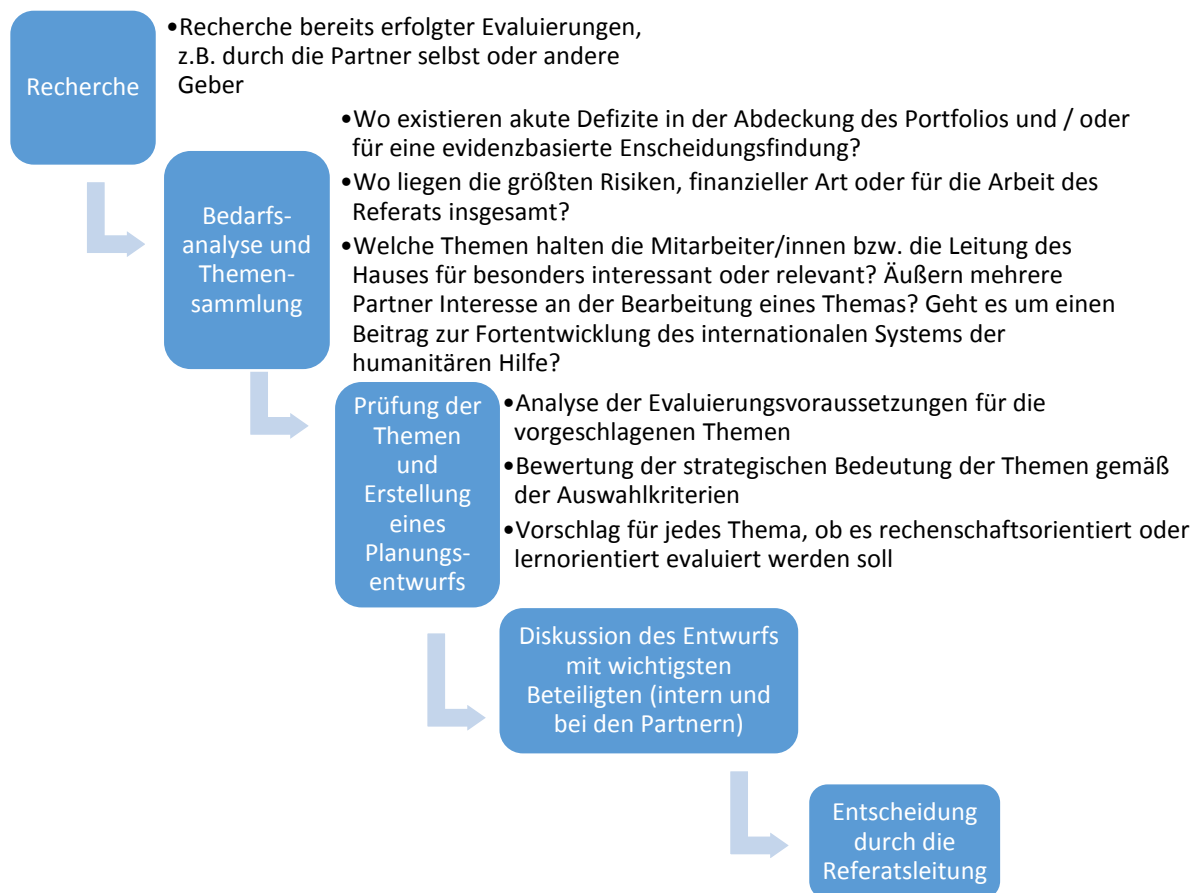 Recherche
•Recherche bereits erfolgter Evaluierungen,
z.B. durch die Partner selbst oder andere
Geber
Bedarfs-
analyse und
Themen-
sammlung
•Wo existieren akute Defizite in der Abdeckung des Portfolios und / oder
für eine evidenzbasierte Enscheidungsfindung?
•Wo liegen die größten Risiken, finanzieller Art oder für die Arbeit des
Referats insgesamt?
•Welche Themen halten die Mitarbeiter/innen bzw. die Leitung des
Hauses für besonders interessant oder relevant? Äußern mehrere
Partner Interesse an der Bearbeitung eines Themas? Geht es um einen
Beitrag zur Fortentwicklung des internationalen Systems der
humanitären Hilfe?
Prüfung der
Themen
und
Erstellung
eines
Planungs-
entwurfs
•Analyse der Evaluierungsvoraussetzungen für die
vorgeschlagenen Themen
•Bewertung der strategischen Bedeutung der Themen gemäß
der Auswahlkriterien
•Vorschlag für jedes Thema, ob es rechenschaftsorientiert oder
lernorientiert evaluiert werden soll
Diskussion des Entwurfs
mit wichtigsten
Beteiligten (intern und
bei den Partnern)
Entscheidung
durch die
Referatsleitung